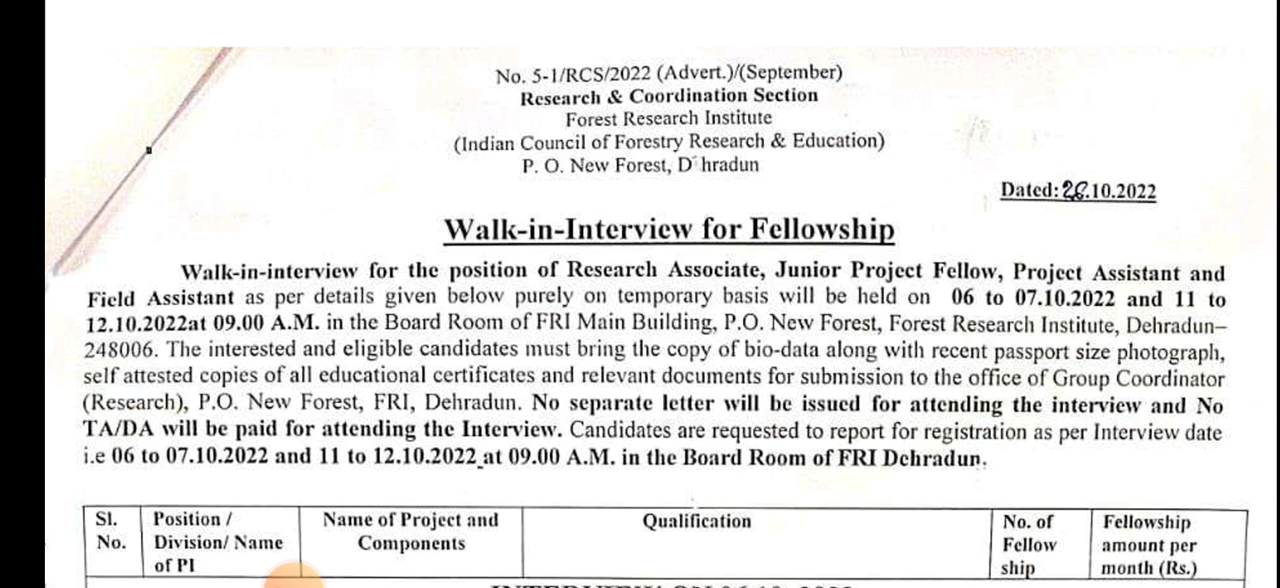 No. 5-1/RCS/2022 (Advert.)/(September)
Research & Coordination Section
Forest Research Institute
(Indian Council of Forestry Research & Education)
P. O. New Forest, D hradun
Dated: 26.10.2022
Walk-in-Interview for Fellowship
Walk-in-interview for the position of Research Associate, Junior Project Fellow, Project Assistant and
Field Assistant as per details given below purely on temporary basis will be held on 06 to 07.10.2022 and 11 to
12.10.2022at 09.00 A.M. in the Board Room of FRI Main Building, P.O. New Forest, Forest Research Institute, Dehradun–
248006. The interested and eligible candidates must bring the copy of bio-data along with recent passport size photograph,
self attested copies of all educational certificates and relevant documents for submission to the office of Group Coordinator
(Research), P.O. New Forest, FRI, Dehradun. No separate letter will be issued for attending the interview and No
TA/DA will be paid for attending the Interview. Candidates are requested to report for registration as per Interview date
i.e 06 to 07.10.2022 and 11 to 12.10.2022 at 09.00 A.M. in the Board Room of FRI Dehradun.
Sl. No.
Position / Division/ Name of PI
Name of Project and Components
Qualification
No. of Fellow ship
Fellowship amount per month (Rs.)